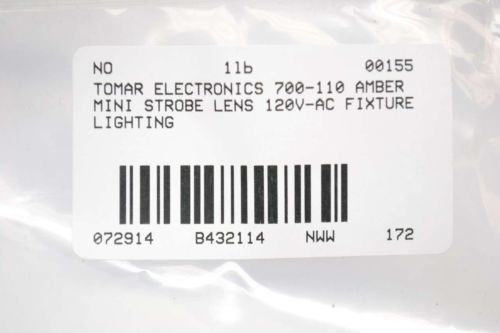 NO 1lb 00155
TOMAR ELECTRONICS 700-110 AMBER
MINI STROBE LENS 120V-AC FIXTURE
LIGHTING
072914 B432114 NWW 172